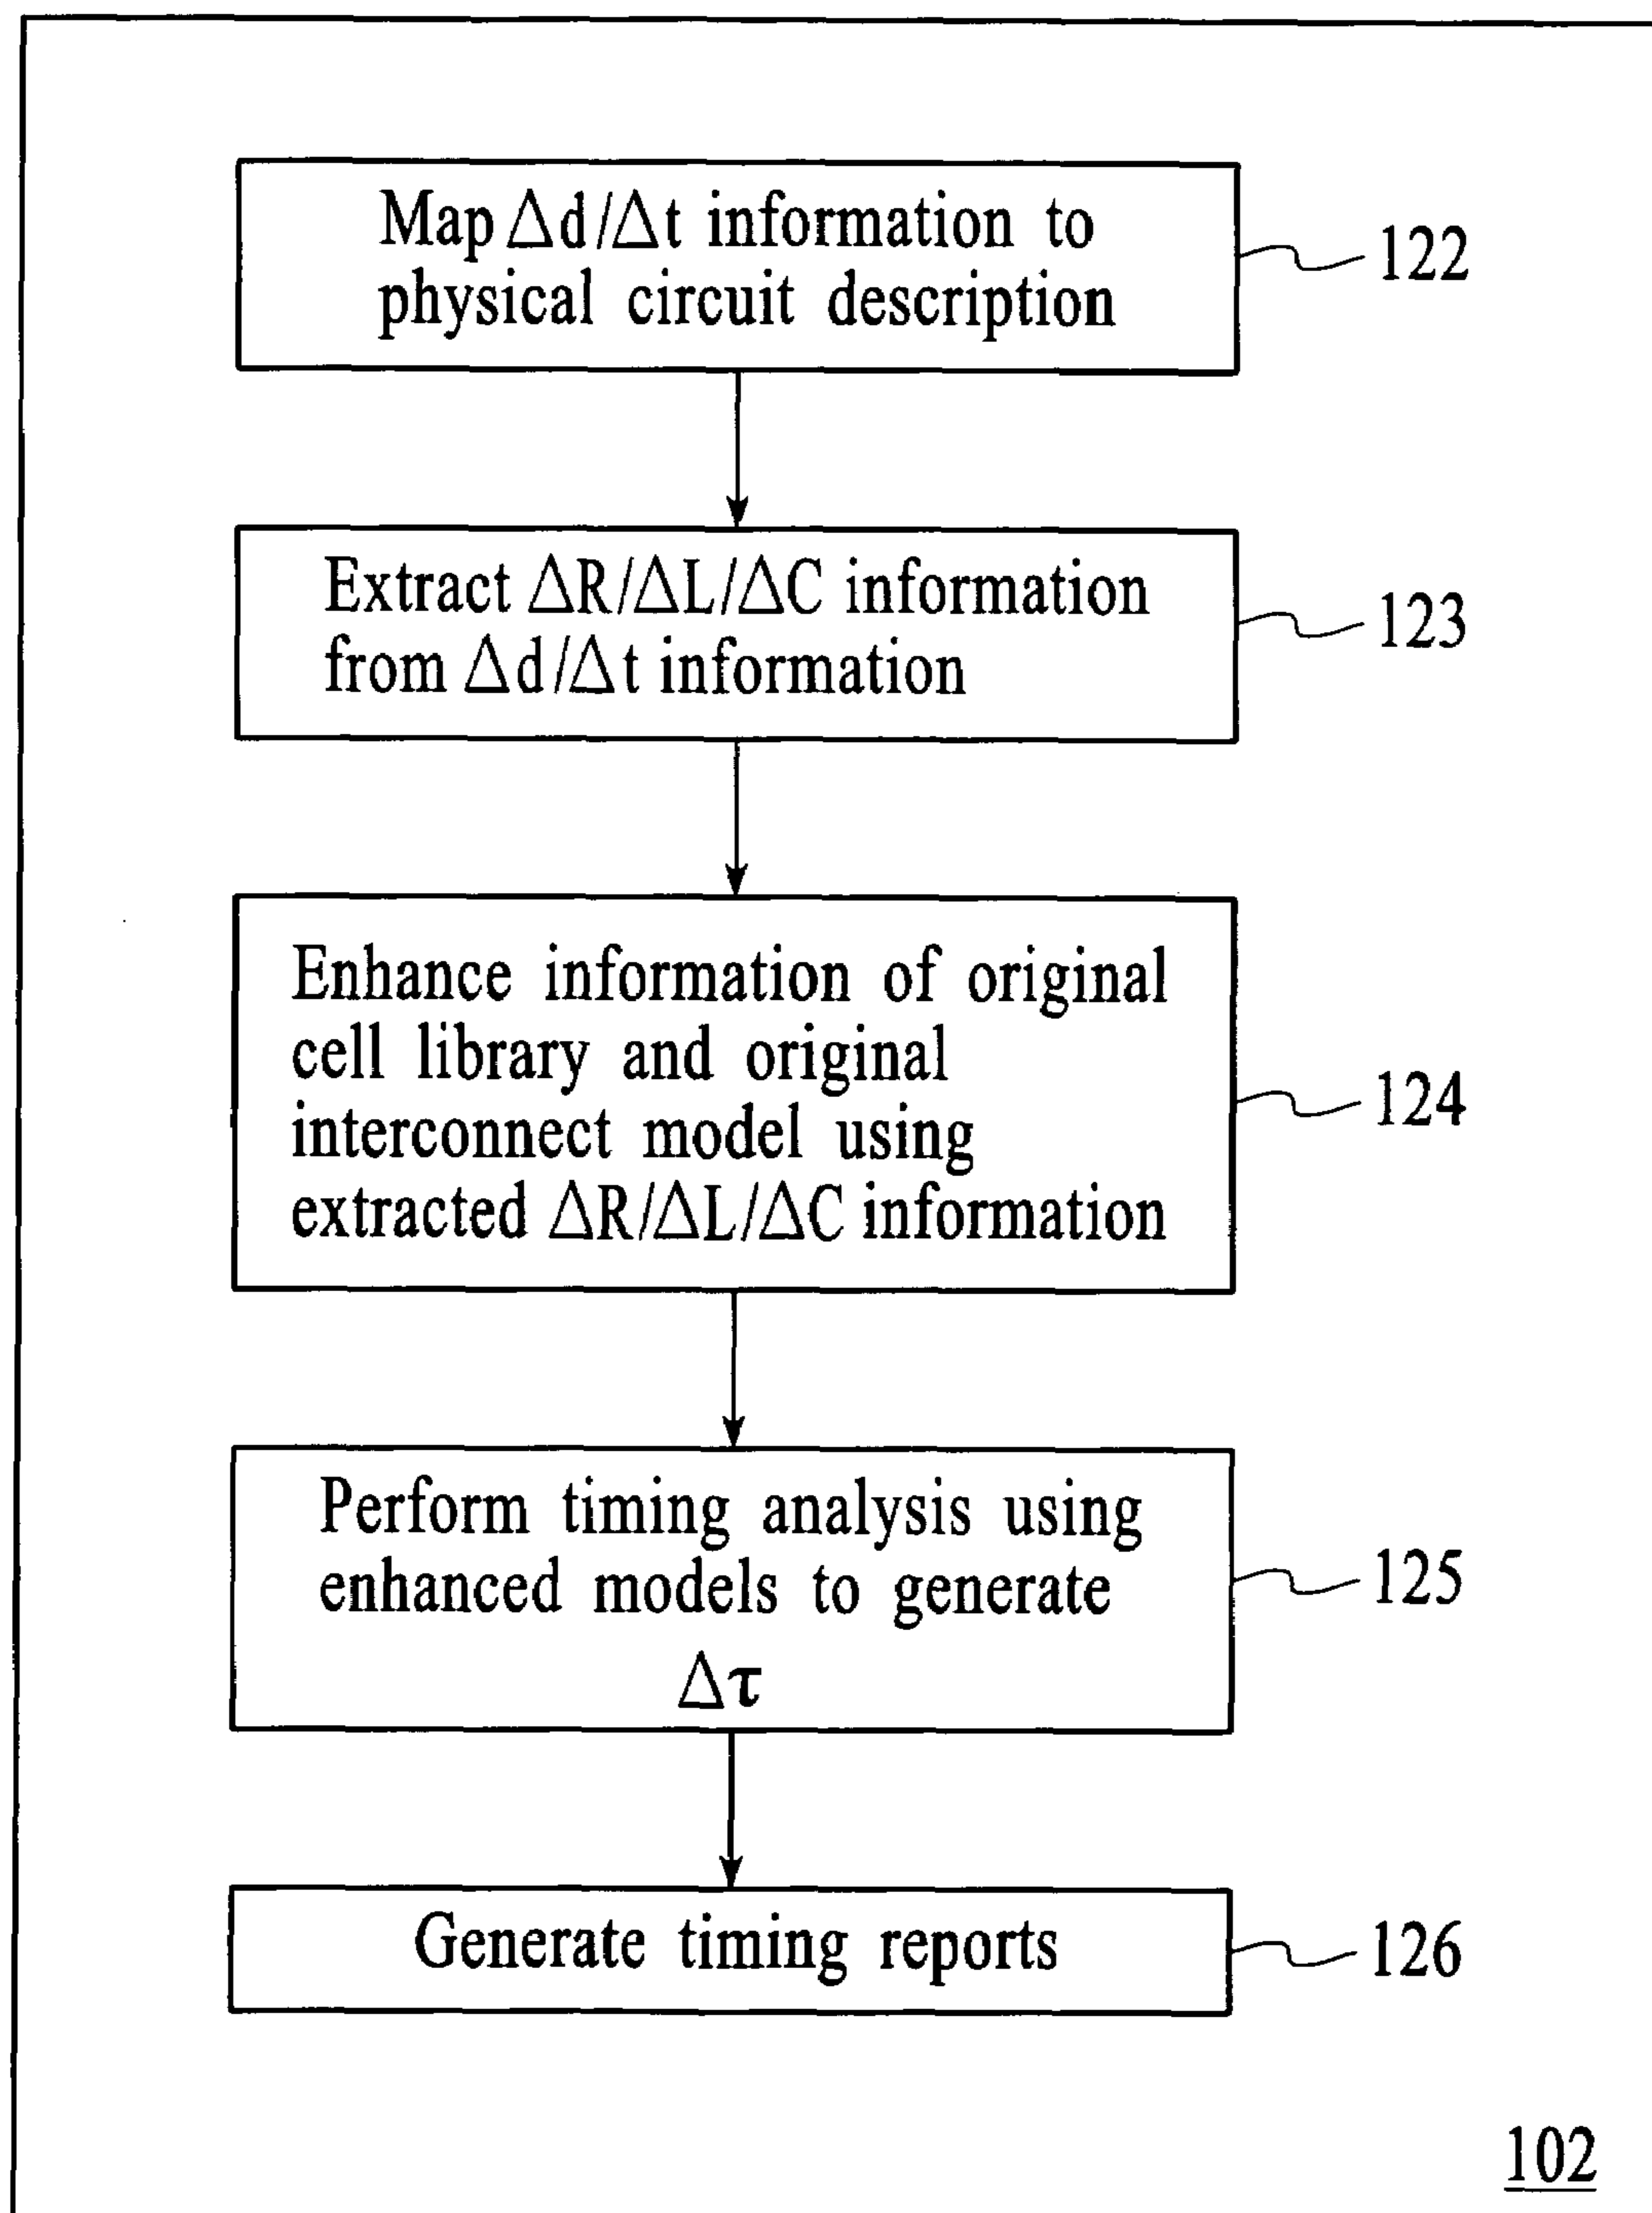 Map Δd/Δt information to
physical circuit description
122
Extract ΔR/ΔL/ΔC information
from Δd/Δt information
123
Enhance information of original
cell library and original
interconnect model using
extracted ΔR/ΔL/ΔC information
124
Perform timing analysis using
enhanced models to generate
Δτ
125
Generate timing reports
126
102